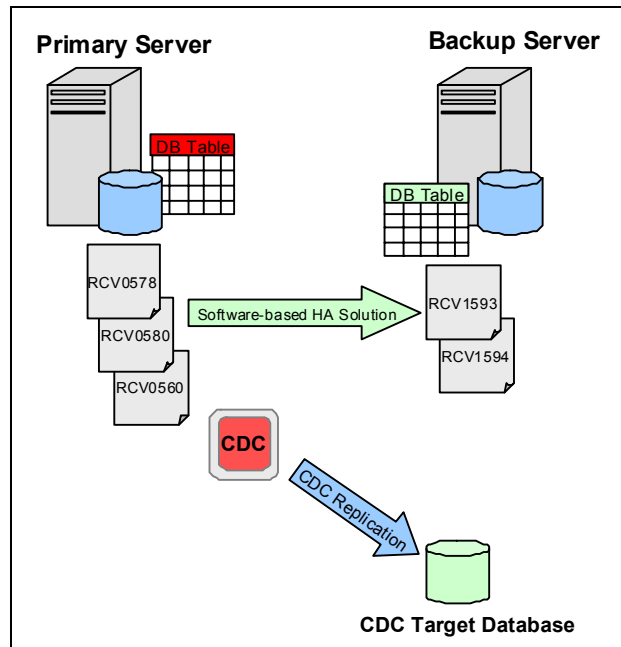 Primary Server
Backup Server
DB Table
DB Table
RCV0578
RCV0580
RCV0560
Software-based HA Solution
RCV1593
RCV1594
CDC
CDC Replication
CDC Target Database